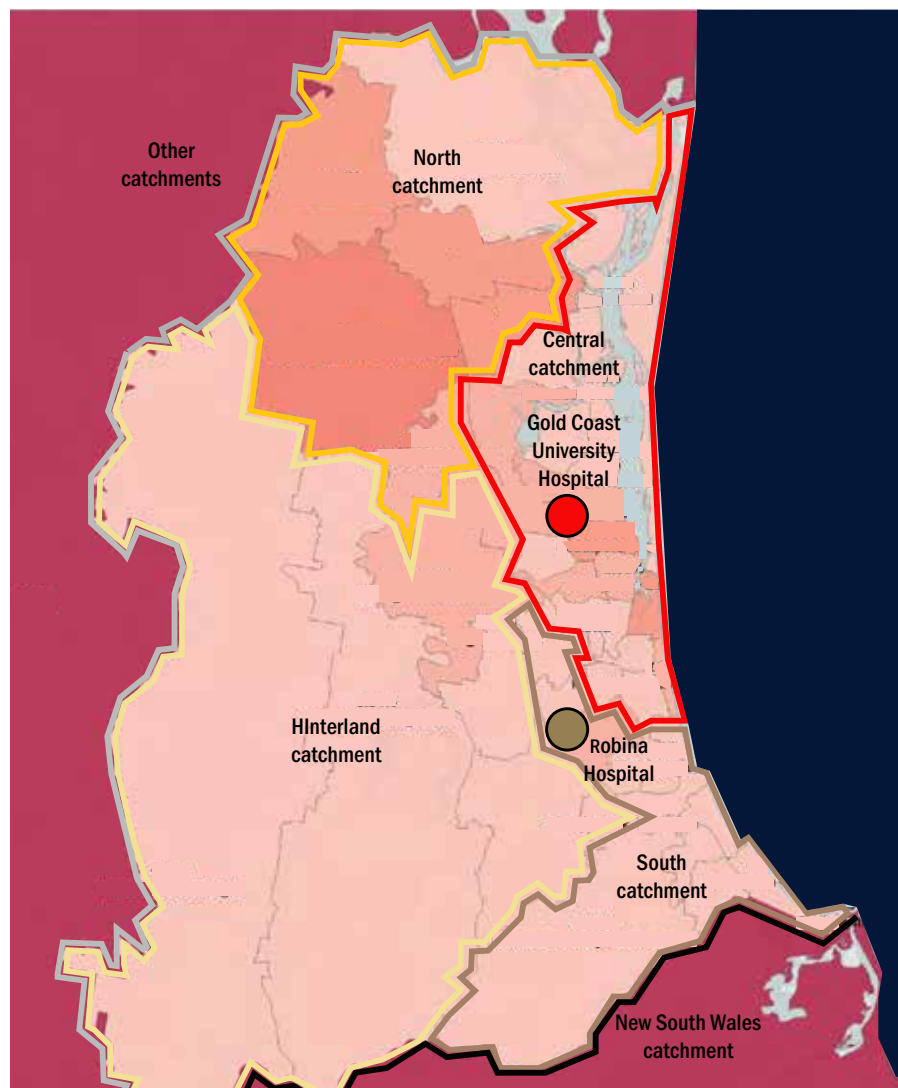 Other
catchments
North
catchment
Central
catchment
Gold Coast
University
Hospital
HInterland
catchment
Robina
Hospital
South
catchment
New South Wales
catchment